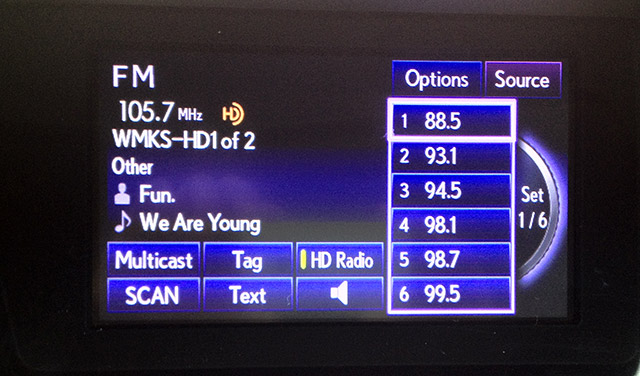 FM
105.7 MHz HD
WMKS-HD1 of 2
Other
Fun.
We Are Young
Multicast Tag HD Radio
SCAN Text
Options Source
1 88.5
2 93.1
3 94.5
4 98.1
5 98.7
6 99.5
Set
1/6